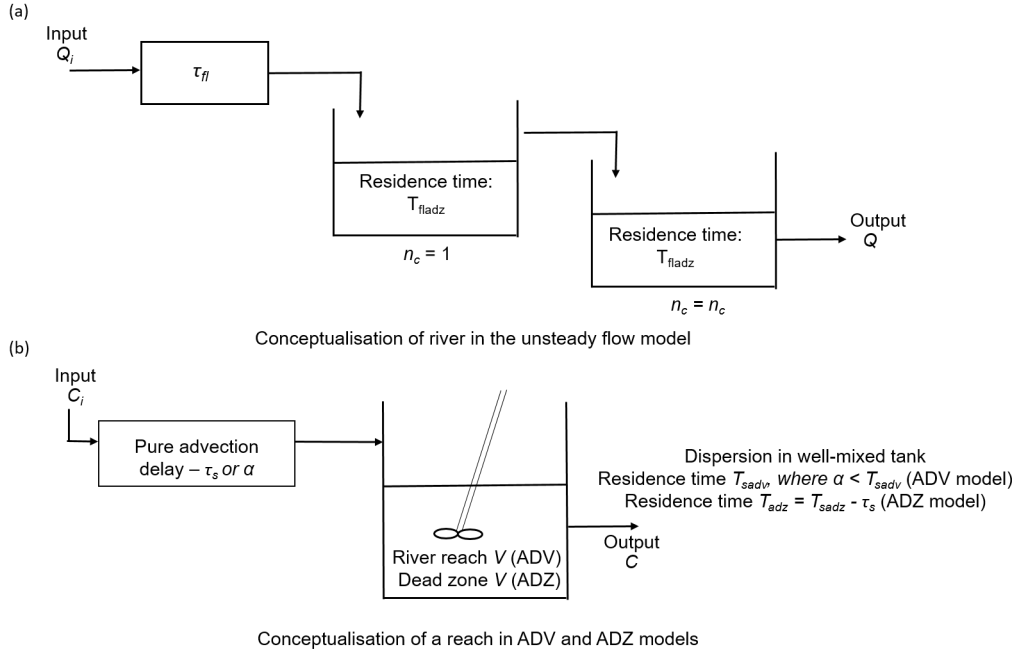 (a)
Input
Qi
τfl
Residence time:
Tfladz
nc = 1
Residence time:
Tfladz
nc = nc
Output
Q
Conceptualisation of river in the unsteady flow model
(b)
Input
Ci
Pure advection
delay – τs or α
River reach V (ADV)
Dead zone V (ADZ)
Dispersion in well-mixed tank
Residence time Tsadv, where α < Tsadv (ADV model)
Residence time Tadz = Tsadz - τs (ADZ model)
Output
C
Conceptualisation of a reach in ADV and ADZ models